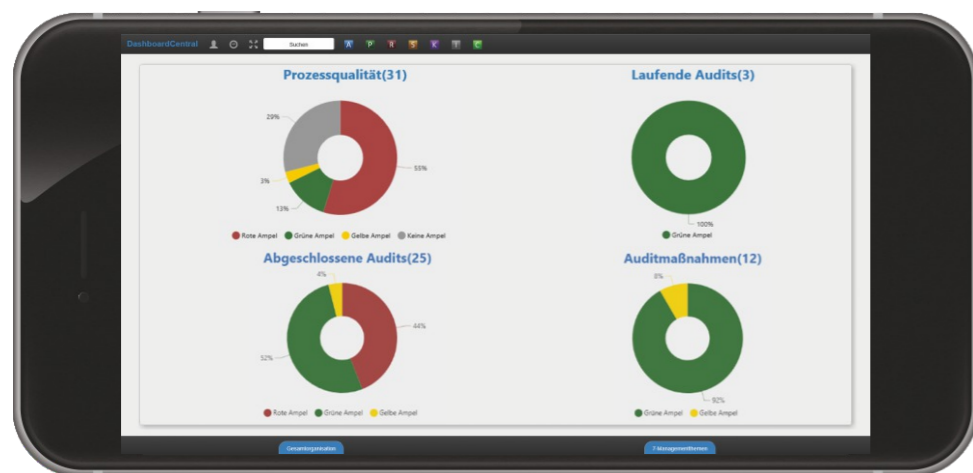 DashboardCentral Suchen A P R S K T C
Prozessqualität(31)
29%
55%
3%
13%
Rote Ampel Grüne Ampel Gelbe Ampel Keine Ampel
Laufende Audits(3)
100%
Grüne Ampel
Abgeschlossene Audits(25)
4%
44%
52%
Rote Ampel Grüne Ampel Gelbe Ampel
Auditmaßnahmen(12)
8%
92%
Grüne Ampel Gelbe Ampel
Gesamtorganisation
7-Managementthemen